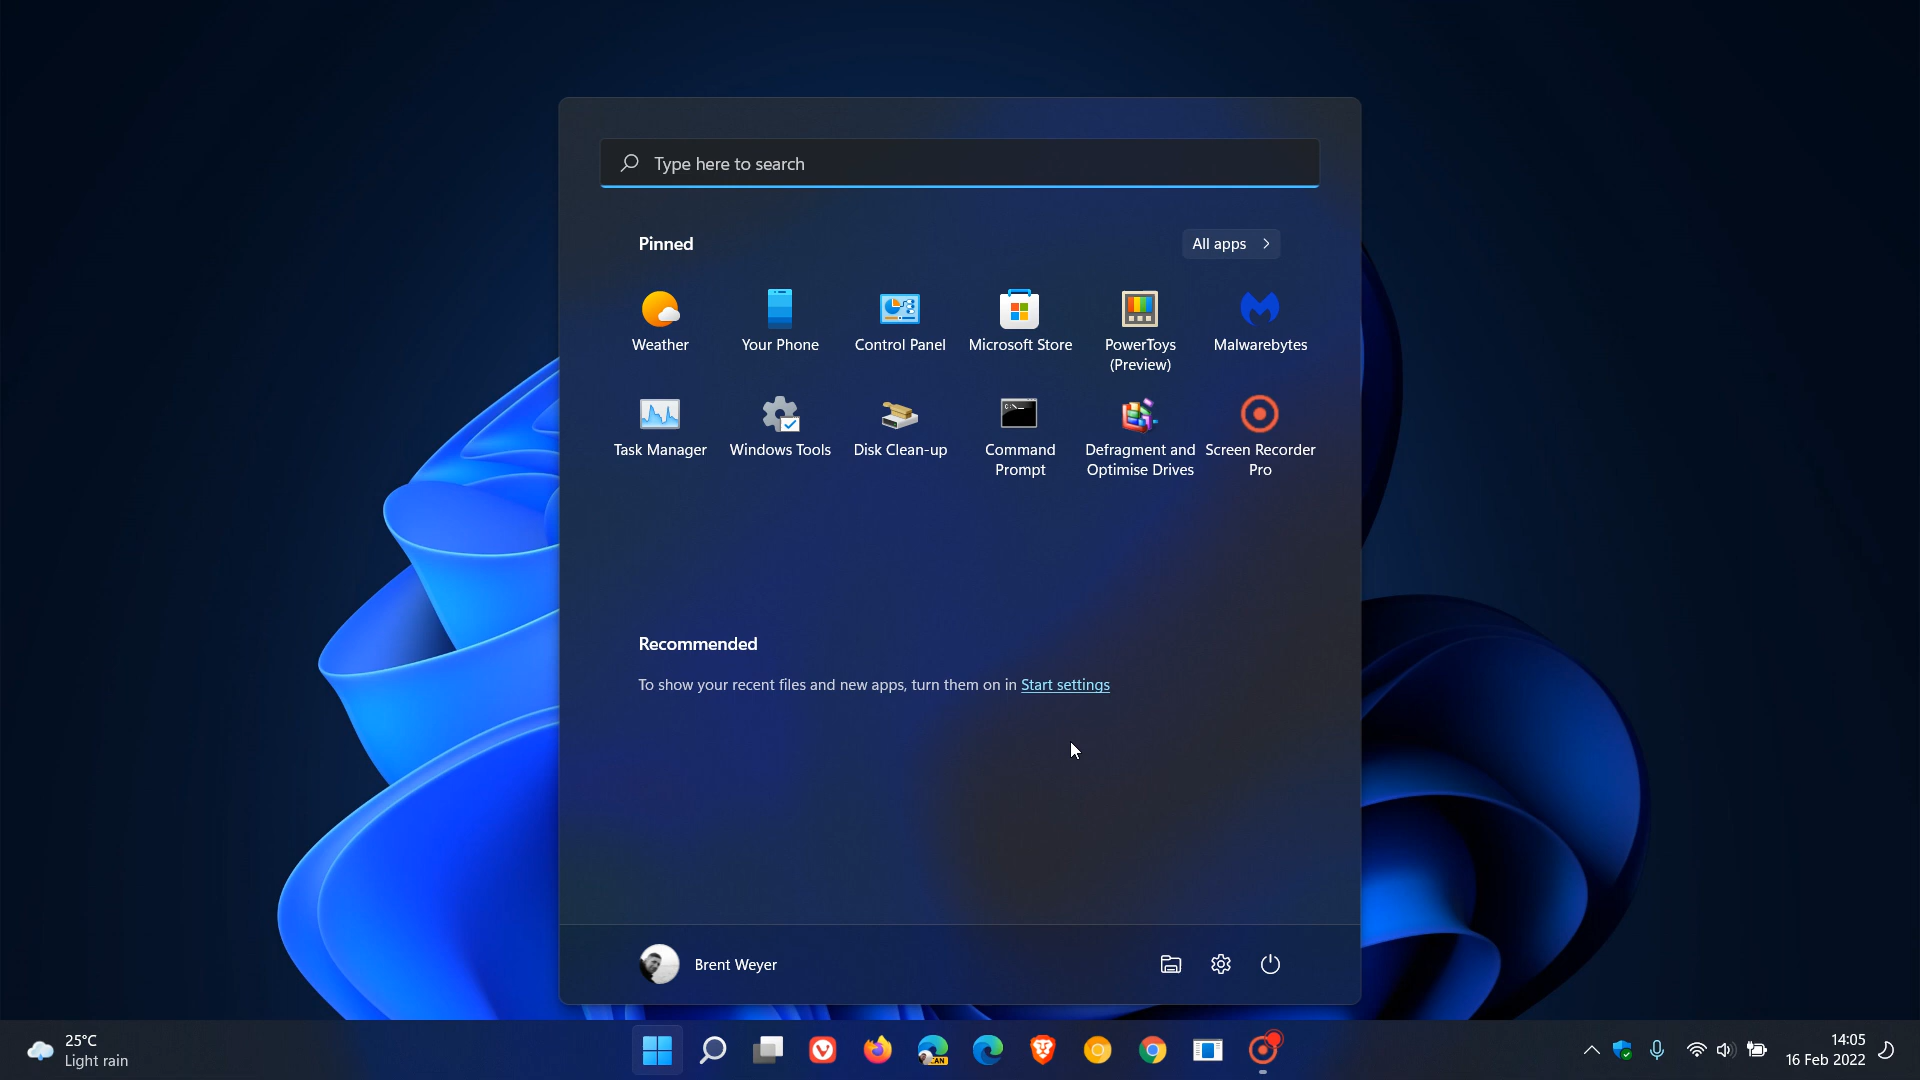 Type here to search
Pinned
All apps
Weather
Your Phone
Control Panel
Microsoft Store
PowerToys
(Preview)
Malwarebytes
Task Manager
Windows Tools
Disk Clean-up
Command
Prompt
Defragment and
Optimise Drives
Screen Recorder
Pro
Recommended
To show your recent files and new apps, turn them on in Start settings
Brent Weyer
25°C
Light rain
CAN
14:05
16 Feb 2022